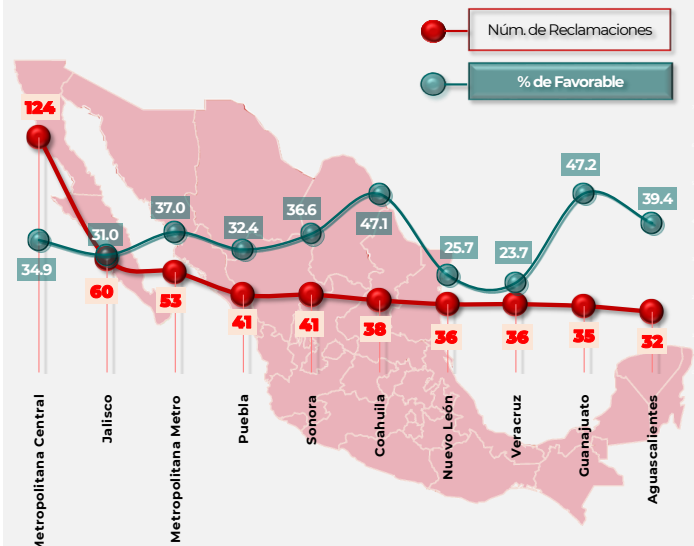 Núm. de Reclamaciones
% de Favorable
124
47.2
37.0
36.6
39.4
31.0
32.4
47.1
25.7
23.7
34.9
60
53
41
41
38
36
36
35
32
Metropolitana Central
Jalisco
Metropolitana Metro
Puebla
Sonora
Coahuila
Nuevo León
Veracruz
Guanajuato
Aguascalientes